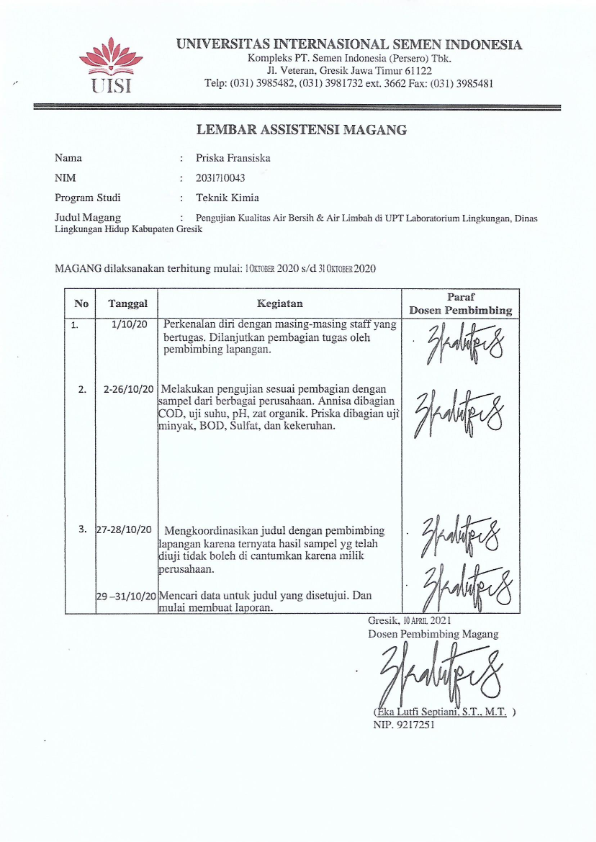 UNIVERSITAS INTERNASIONAL SEMEN INDONESIA
Kompleks PT. Semen Indonesia (Persero) Tbk.
Jl. Veteran, Gresik Jawa Timur 61122
Telp: (031) 3985482, (031) 3981732 ext. 3662 Fax: (031) 3985481
UISI
LEMBAR ASSISTENSI MAGANG
Nama : Priska Fransiska
NIM : 2031710043
Program Studi : Teknik Kimia
Judul Magang : Pengujian Kualitas Air Bersih & Air Limbah di UPT Laboratorium Lingkungan, Dinas
Lingkungan Hidup Kabupaten Gresik
MAGANG dilaksanakan terhitung mulai: 1 OKTOBER 2020 s/d 31 OKTOBER 2020
No Tanggal Kegiatan Paraf
Dosen Pembimbing
1. 1/10/20 Perkenalan diri dengan masing-masing staff yang
bertugas. Dilanjutkan pembagian tugas oleh
pembimbing lapangan.
2. 2-26/10/20 Melakukan pengujian sesuai pembagian dengan
sampel dari berbagai perusahaan. Annisa dibagian
COD, uji suhu, pH, zat organik. Priska dibagian uji
minyak, BOD, Sulfat, dan kekeruhan.
3. 27-28/10/20 Mengkoordinasikan judul dengan pembimbing
lapangan karena ternyata hasil sampel yg telah
diuji tidak boleh di cantumkan karena milik
perusahaan.
29 –31/10/20 Mencari data untuk judul yang disetujui. Dan
mulai membuat laporan.
Gresik, 10 APRIL 2021
Dosen Pembimbing Magang
(Eka Lutfi Septiani, S.T., M.T. )
NIP. 9217251